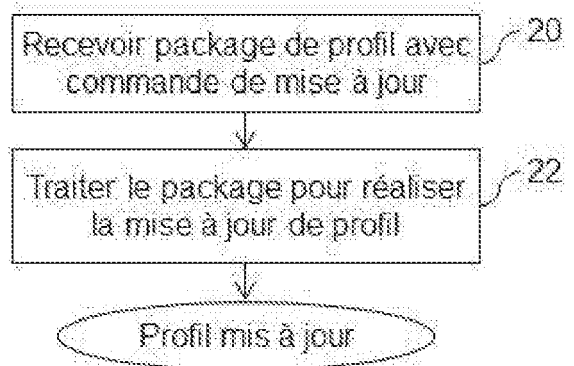 Recevoir package de profil avec
commande de mise à jour
20
Traiter le package pour réaliser
la mise à jour de profil
22
Profil mis à jour